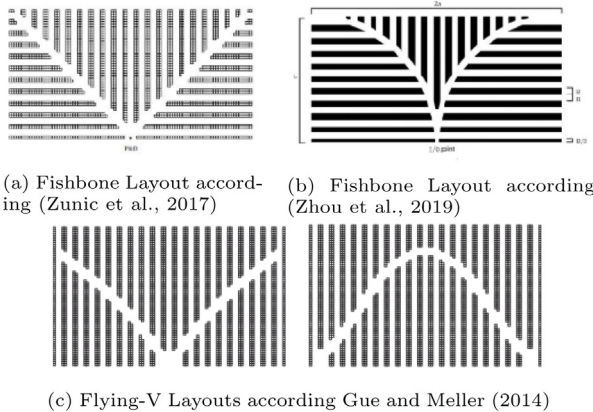 P&D
2a
I/O point
(a) Fishbone Layout accord-
ing (Zunic et al., 2017)
(b) Fishbone Layout according
(Zhou et al., 2019)
(c) Flying-V Layouts according Gue and Meller (2014)